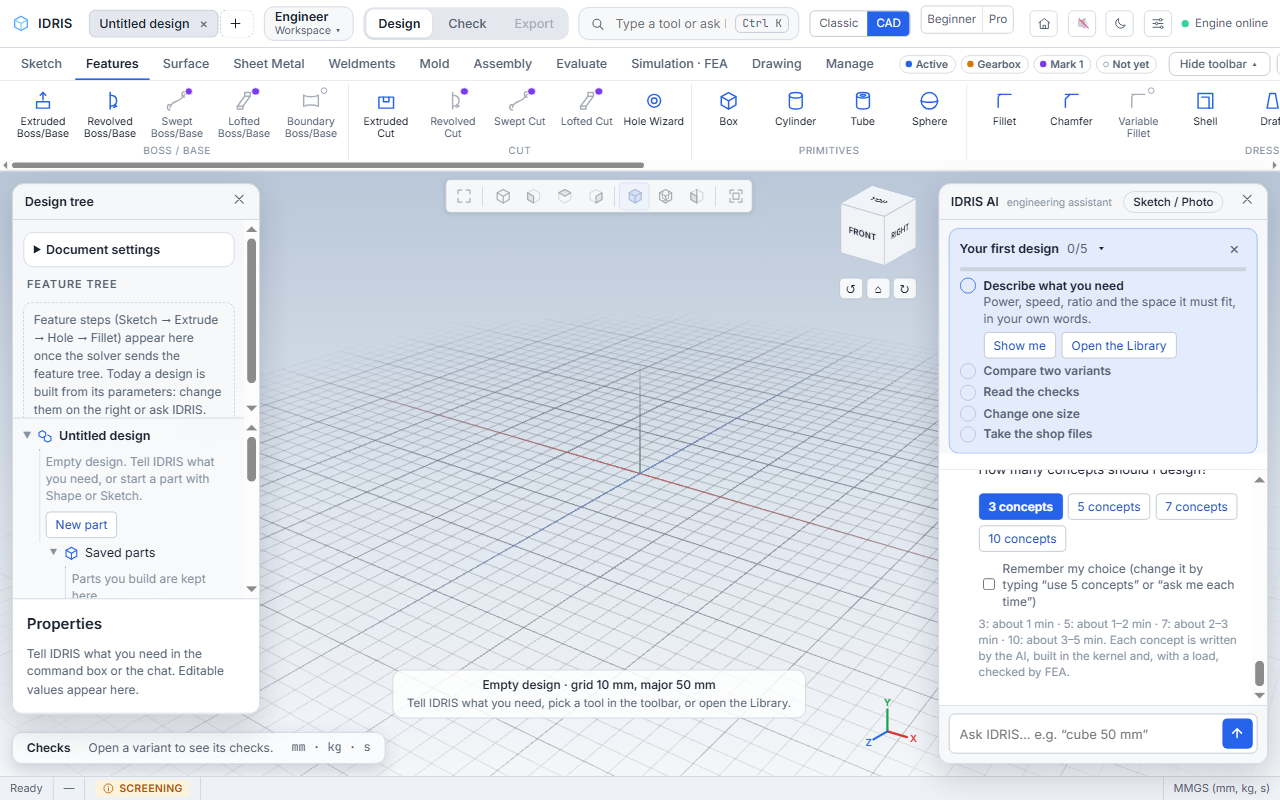 IDRIS
Untitled design ×
+
Engineer
Workspace ▾
Design Check Export
Type a tool or ask I Ctrl K
Classic CAD
Beginner Pro
Engine online
Sketch Features Surface Sheet Metal Weldments Mold Assembly Evaluate Simulation · FEA Drawing Manage
Active Gearbox Mark 1 Not yet
Hide toolbar ▴
Extruded Boss/Base
Revolved Boss/Base
Swept Boss/Base
Lofted Boss/Base
Boundary Boss/Base
BOSS / BASE
Extruded Cut
Revolved Cut
Swept Cut
Lofted Cut
Hole Wizard
CUT
Box
Cylinder
Tube
Sphere
PRIMITIVES
Fillet
Chamfer
Variable Fillet
Shell
Draf
DRESS
Design tree
▶ Document settings
FEATURE TREE
Feature steps (Sketch → Extrude
→ Hole → Fillet) appear here
once the solver sends the
feature tree. Today a design is
built from its parameters: change
them on the right or ask IDRIS.
Untitled design
Empty design. Tell IDRIS what
you need, or start a part with
Shape or Sketch.
New part
Saved parts
Parts you build are kept
here
Properties
Tell IDRIS what you need in the
command box or the chat. Editable
values appear here.
Checks Open a variant to see its checks. mm · kg · s
TOP
FRONT
RIGHT
Empty design · grid 10 mm, major 50 mm
Tell IDRIS what you need, pick a tool in the toolbar, or open the Library.
Y
X
Z
IDRIS AI engineering assistant Sketch / Photo
Your first design 0/5 ▾
Describe what you need
Power, speed, ratio and the space it must fit,
in your own words.
Show me Open the Library
Compare two variants
Read the checks
Change one size
Take the shop files
How many concepts should I design?
3 concepts 5 concepts 7 concepts
10 concepts
Remember my choice (change it by
typing “use 5 concepts” or “ask me each
time”)
3: about 1 min · 5: about 1–2 min · 7: about 2–3
min · 10: about 3–5 min. Each concept is written
by the AI, built in the kernel and, with a load,
checked by FEA.
Ask IDRIS... e.g. “cube 50 mm”
Ready — SCREENING
MMGS (mm, kg, s)